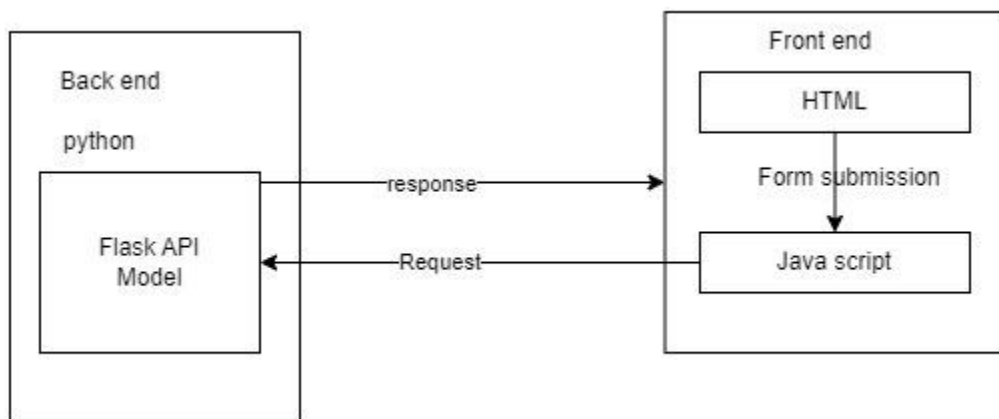 Back end
python
Flask API
Model
response
Request
Front end
HTML
Form submission
Java script